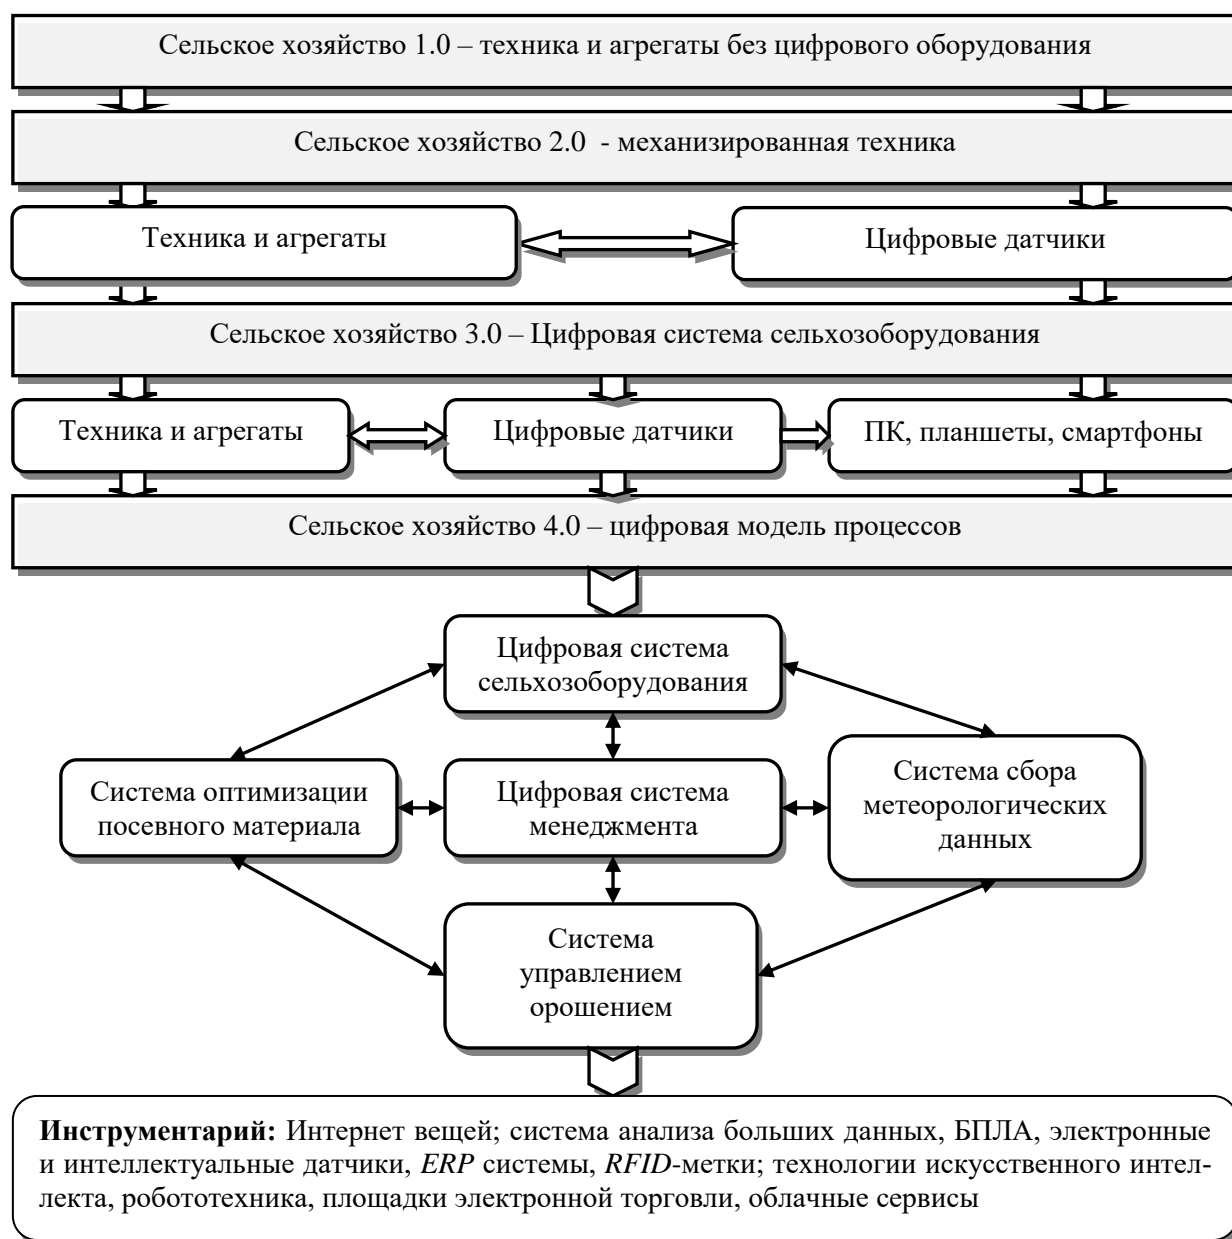 Сельское хозяйство 1.0 – техника и агрегаты без цифрового оборудования
Сельское хозяйство 2.0 - механизированная техника
Техника и агрегаты
Цифровые датчики
Сельское хозяйство 3.0 – Цифровая система сельхозоборудования
Техника и агрегаты
Цифровые датчики
ПК, планшеты, смартфоны
Сельское хозяйство 4.0 – цифровая модель процессов
Цифровая система
сельхозоборудования
Система оптимизации
посевного материала
Цифровая система
менеджмента
Система сбора
метеорологических
данных
Система
управлением
орошением
Инструментарий: Интернет вещей; система анализа больших данных, БПЛА, электронные
и интеллектуальные датчики, ERP системы, RFID-метки; технологии искусственного интел-
лекта, робототехника, площадки электронной торговли, облачные сервисы